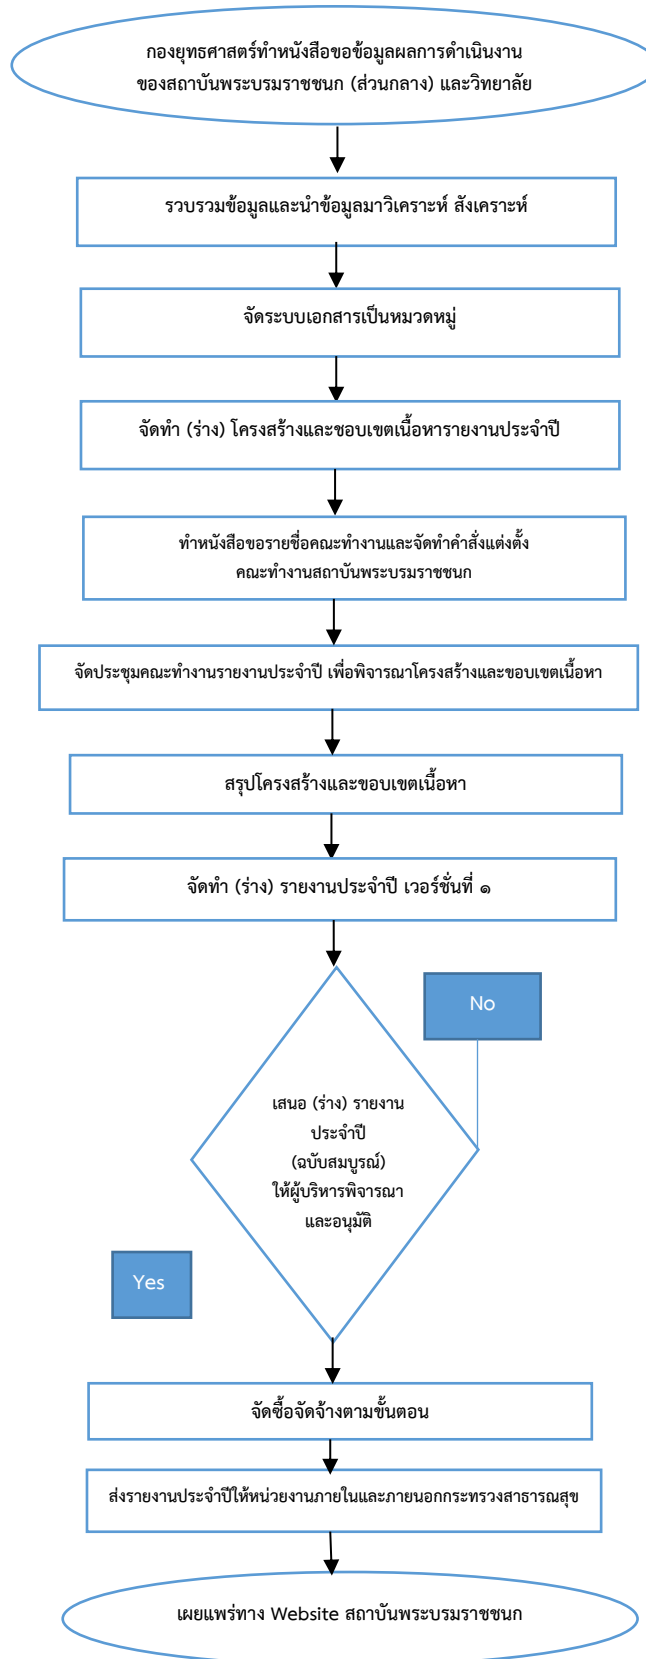 กองยุทธศาสตร์ทำหนังสือขอข้อมูลผลการดำเนินงาน
ของสถาบันพระบรมราชชนก (ส่วนกลาง) และวิทยาลัย
รวบรวมข้อมูลและนำข้อมูลมาวิเคราะห์ สังเคราะห์
จัดระบบเอกสารเป็นหมวดหมู่
จัดทำ (ร่าง) โครงสร้างและชอบเขตเนื้อหารายงานประจำปี
ทำหนังสือขอรายชื่อคณะทำงานและจัดทำคำสั่งแต่งตั้ง
คณะทำงานสถาบันพระบรมราชชนก
จัดประชุมคณะทำงานรายงานประจำปี เพื่อพิจารณาโครงสร้างและขอบเขตเนื้อหา
สรุปโครงสร้างและขอบเขตเนื้อหา
จัดทำ (ร่าง) รายงานประจำปี เวอร์ชั่นที่ ๑
No
เสนอ (ร่าง) รายงาน
ประจำปี
(ฉบับสมบูรณ์)
ให้ผู้บริหารพิจารณา
และอนุมัติ
Yes
จัดซื้อจัดจ้างตามขั้นตอน
ส่งรายงานประจำปีให้หน่วยงานภายในและภายนอกกระทรวงสาธารณสุข
เผยแพร่ทาง Website สถาบันพระบรมราชชนก